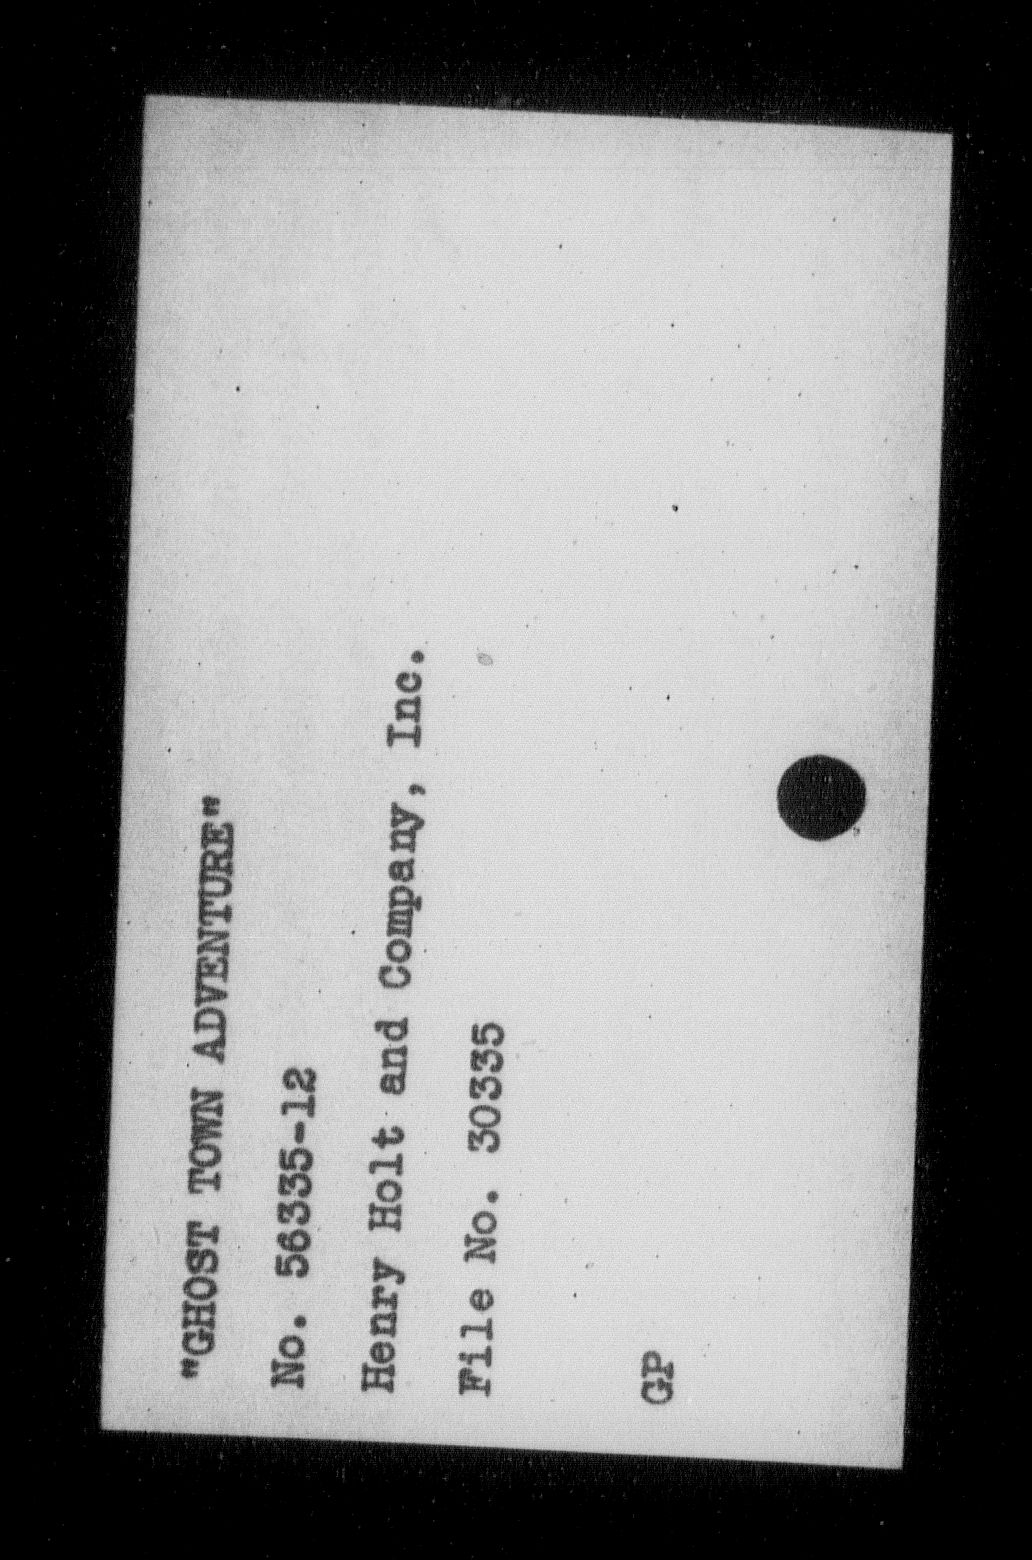 "GHOST TOWN ADVENTURE"
No. 56335-12
Henry Holt and Company, Inc.
File No. 30335
GP